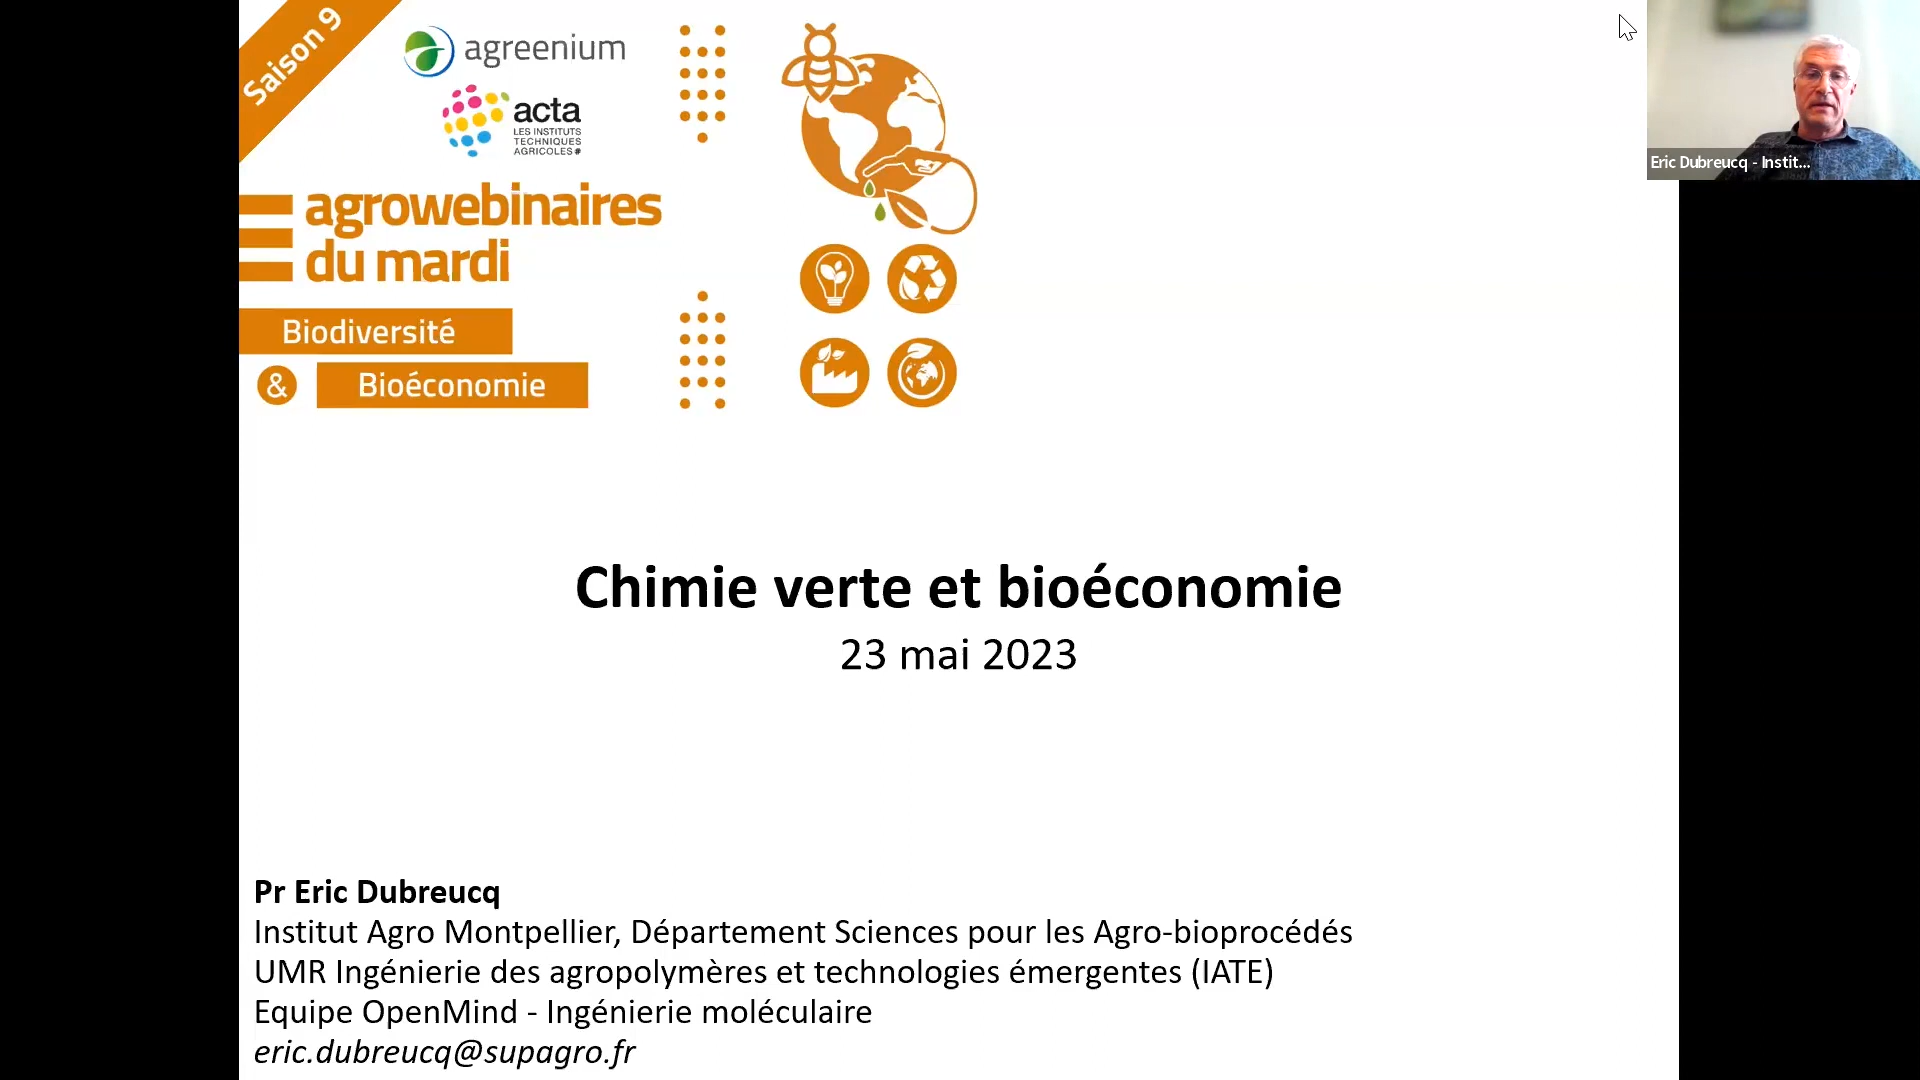 Saison 9
agreenium
acta
LES INSTITUTS
TECHNIQUES
AGRICOLES#
agrowebinaires
du mardi
Biodiversité
& Bioéconomie
Eric Dubreucq - Instit...
Chimie verte et bioéconomie
23 mai 2023
Pr Eric Dubreucq
Institut Agro Montpellier, Département Sciences pour les Agro-bioprocédés
UMR Ingénierie des agropolymères et technologies émergentes (IATE)
Equipe OpenMind - Ingénierie moléculaire
eric.dubreucq@supagro.fr